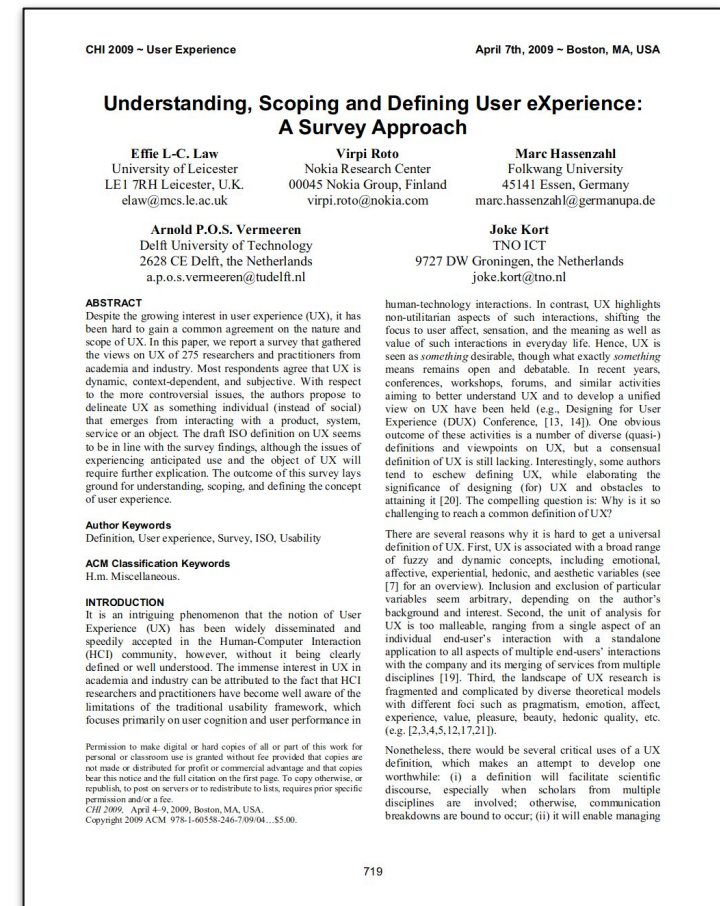 CHI 2009 ~ User Experience
April 7th, 2009 ~ Boston, MA, USA
Understanding, Scoping and Defining User eXperience:
A Survey Approach
Effie L-C. Law
University of Leicester
LE1 7RH Leicester, U.K.
elaw@mcs.le.ac.uk
Virpi Roto
Nokia Research Center
00045 Nokia Group, Finland
virpi.roto@nokia.com
Marc Hassenzahl
Folkwang University
45141 Essen, Germany
marc.hassenzahl@germanupa.de
Arnold P.O.S. Vermeeren
Delft University of Technology
2628 CE Delft, the Netherlands
a.p.o.s.vermeeren@tudelft.nl
Joke Kort
TNO ICT
9727 DW Groningen, the Netherlands
joke.kort@tno.nl
ABSTRACT
Despite the growing interest in user experience (UX), it has
been hard to gain a common agreement on the nature and
scope of UX. In this paper, we report a survey that gathered
the views on UX of 275 researchers and practitioners from
academia and industry. Most respondents agree that UX is
dynamic, context-dependent, and subjective. With respect
to the more controversial issues, the authors propose to
delineate UX as something individual (instead of social)
that emerges from interacting with a product, system,
service or an object. The draft ISO definition on UX seems
to be in line with the survey findings, although the issues of
experiencing anticipated use and the object of UX will
require further explication. The outcome of this survey lays
ground for understanding, scoping, and defining the concept
of user experience.
Author Keywords
Definition, User experience, Survey, ISO, Usability
ACM Classification Keywords
H.m. Miscellaneous.
INTRODUCTION
It is an intriguing phenomenon that the notion of User
Experience (UX) has been widely disseminated and
speedily accepted in the Human-Computer Interaction
(HCI) community, however, without it being clearly
defined or well understood. The immense interest in UX in
academia and industry can be attributed to the fact that HCI
researchers and practitioners have become well aware of the
limitations of the traditional usability framework, which
focuses primarily on user cognition and user performance in
Permission to make digital or hard copies of all or part of this work for
personal or classroom use is granted without fee provided that copies are
not made or distributed for profit or commercial advantage and that copies
bear this notice and the full citation on the first page. To copy otherwise, or
republish, to post on servers or to redistribute to lists, requires prior specific
permission and/or a fee.
CHI 2009, April 4–9, 2009, Boston, MA, USA.
Copyright 2009 ACM 978-1-60558-246-7/09/04…$5.00.
human-technology interactions. In contrast, UX highlights
non-utilitarian aspects of such interactions, shifting the
focus to user affect, sensation, and the meaning as well as
value of such interactions in everyday life. Hence, UX is
seen as something desirable, though what exactly something
means remains open and debatable. In recent years,
conferences, workshops, forums, and similar activities
aiming to better understand UX and to develop a unified
view on UX have been held (e.g., Designing for User
Experience (DUX) Conference, [13, 14]). One obvious
outcome of these activities is a number of diverse (quasi-)
definitions and viewpoints on UX, but a consensual
definition of UX is still lacking. Interestingly, some authors
tend to eschew defining UX, while elaborating the
significance of designing (for) UX and obstacles to
attaining it [20]. The compelling question is: Why is it so
challenging to reach a common definition of UX?
There are several reasons why it is hard to get a universal
definition of UX. First, UX is associated with a broad range
of fuzzy and dynamic concepts, including emotional,
affective, experiential, hedonic, and aesthetic variables (see
[7] for an overview). Inclusion and exclusion of particular
variables seem arbitrary, depending on the author's
background and interest. Second, the unit of analysis for
UX is too malleable, ranging from a single aspect of an
individual end-user's interaction with a standalone
application to all aspects of multiple end-users' interactions
with the company and its merging of services from multiple
disciplines [19]. Third, the landscape of UX research is
fragmented and complicated by diverse theoretical models
with different foci such as pragmatism, emotion, affect,
experience, value, pleasure, beauty, hedonic quality, etc.
(e.g. [2,3,4,5,12,17,21]).
Nonetheless, there would be several critical uses of a UX
definition, which makes an attempt to develop one
worthwhile: (i) a definition will facilitate scientific
discourse, especially when scholars from multiple
disciplines are involved; otherwise, communication
breakdowns are bound to occur; (ii) it will enable managing
719